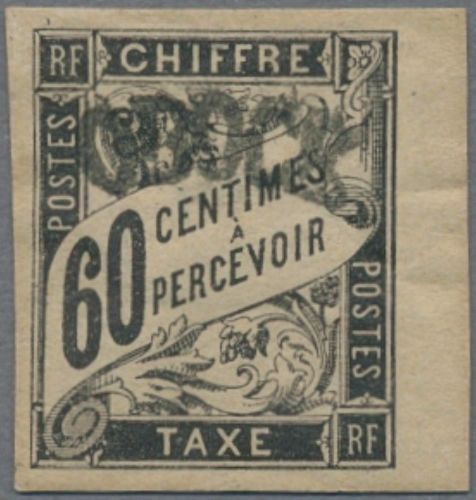 RF CHIFFRE
POSTES
60 CENTIMES
À
PERCEVOIR
POSTES
TAXE RF